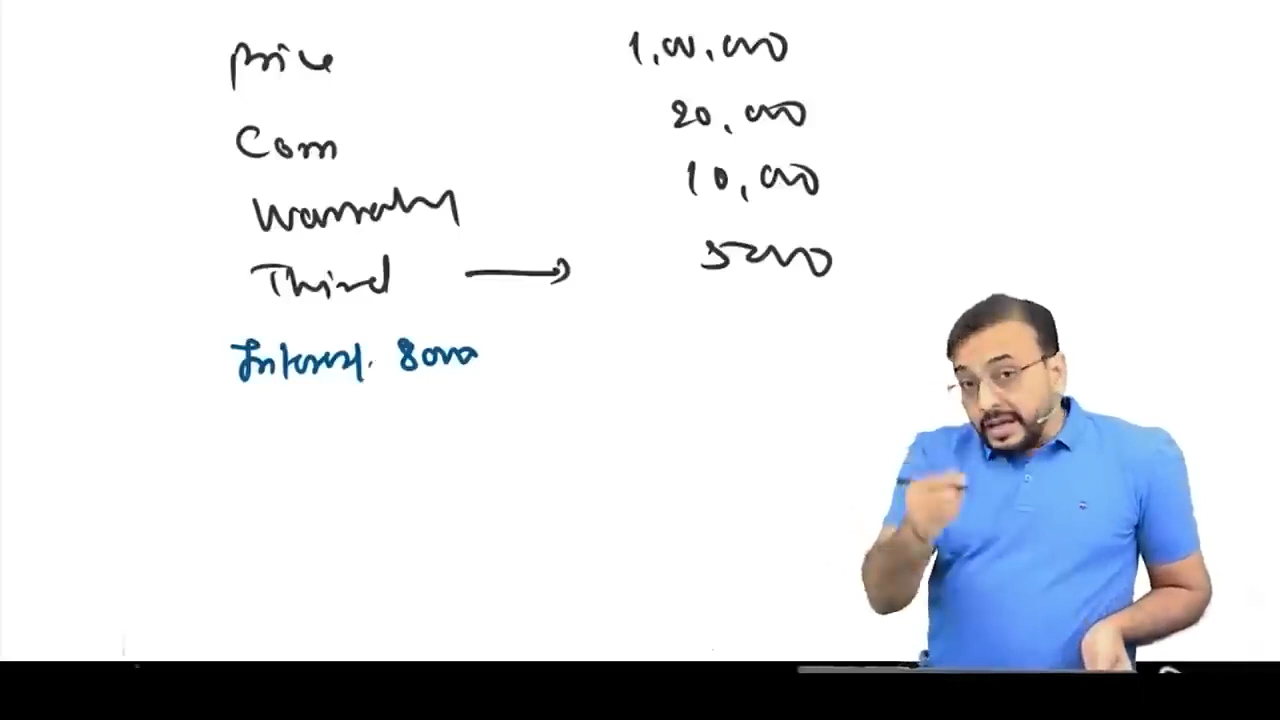 Price 1,00,000
Com 20,000
Warranty 10,000
Third → 5000
Interest. 8000